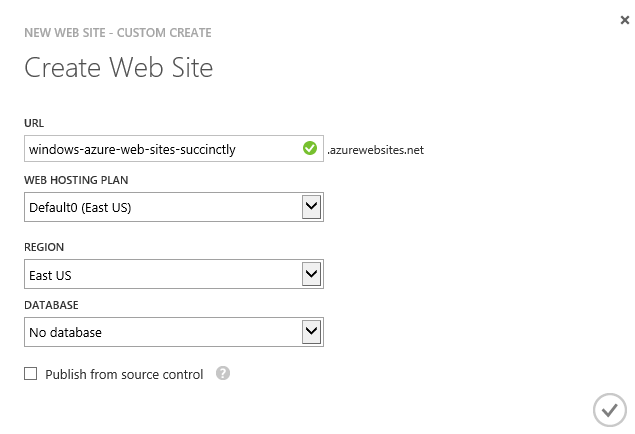 NEW WEB SITE - CUSTOM CREATE
Create Web Site
URL
windows-azure-web-sites-succinctly .azurewebsites.net
WEB HOSTING PLAN
Default0 (East US)
REGION
East US
DATABASE
No database
Publish from source control ?